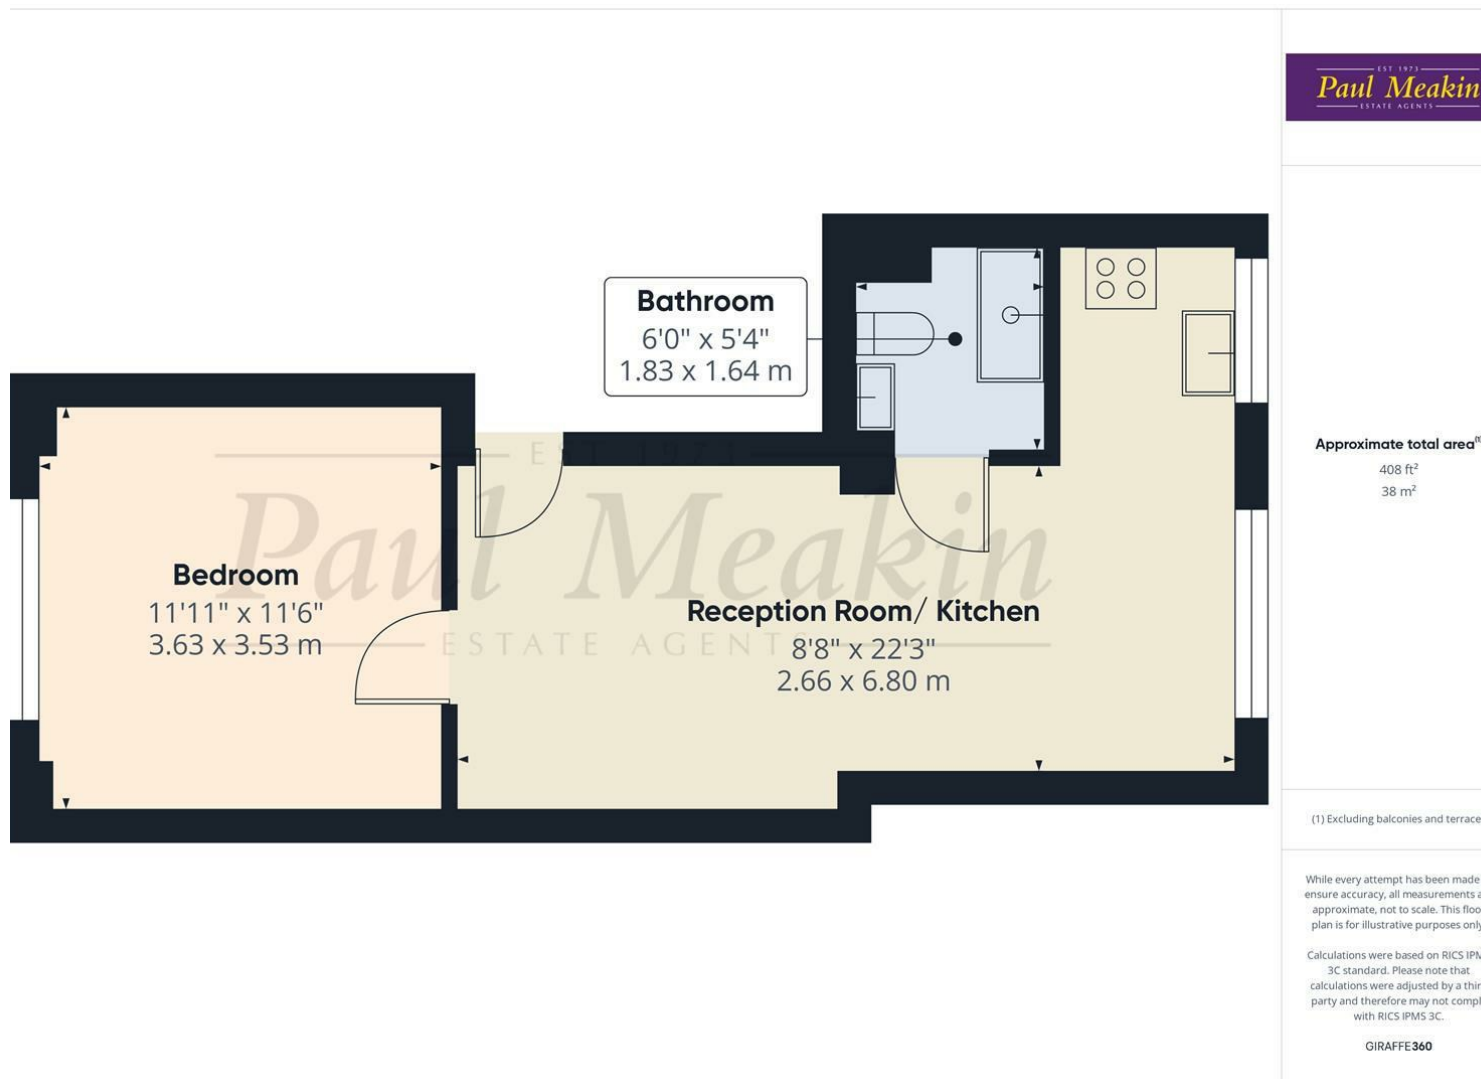 EST 1973
Paul Meakin
ESTATE AGENTS
Bathroom
6'0" x 5'4"
1.83 x 1.64 m
EST 1973
Paul Meakin
ESTATE AGENTS
Bedroom
11'11" x 11'6"
3.63 x 3.53 m
Reception Room/ Kitchen
8'8" x 22'3"
2.66 x 6.80 m
Approximate total area(1)
408 ft²
38 m²
(1) Excluding balconies and terrace
While every attempt has been made
ensure accuracy, all measurements a
approximate, not to scale. This floo
plan is for illustrative purposes only
Calculations were based on RICS IPM
3C standard. Please note that
calculations were adjusted by a thir
party and therefore may not compl
with RICS IPMS 3C.
GIRAFFE360